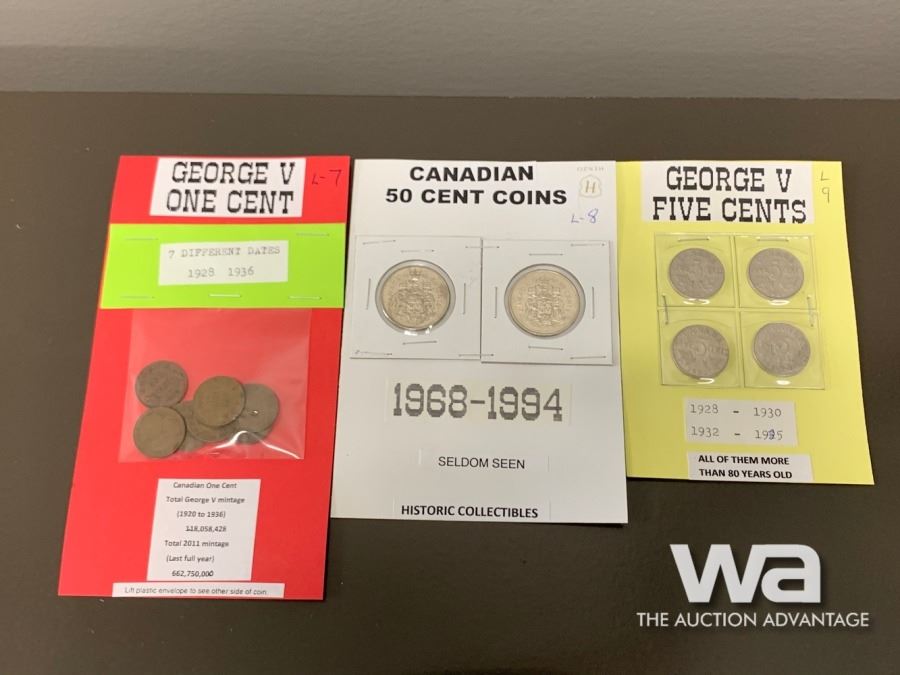 GEORGE V
ONE CENT
L-7
7 DIFFERENT DATES
1928 1936
Canadian One Cent
Total George V mintage
(1920 to 1936)
118,058,428
Total 2011 mintage
(Last full year)
662,750,000
Lift plastic envelope to see other side of coin
CANADIAN
50 CENT COINS
H
L-8
1968-1994
SELDOM SEEN
HISTORIC COLLECTIBLES
GEORGE V
FIVE CENTS
L
9
1928 - 1930
1932 - 1935
ALL OF THEM MORE
THAN 80 YEARS OLD
wa
THE AUCTION ADVANTAGE